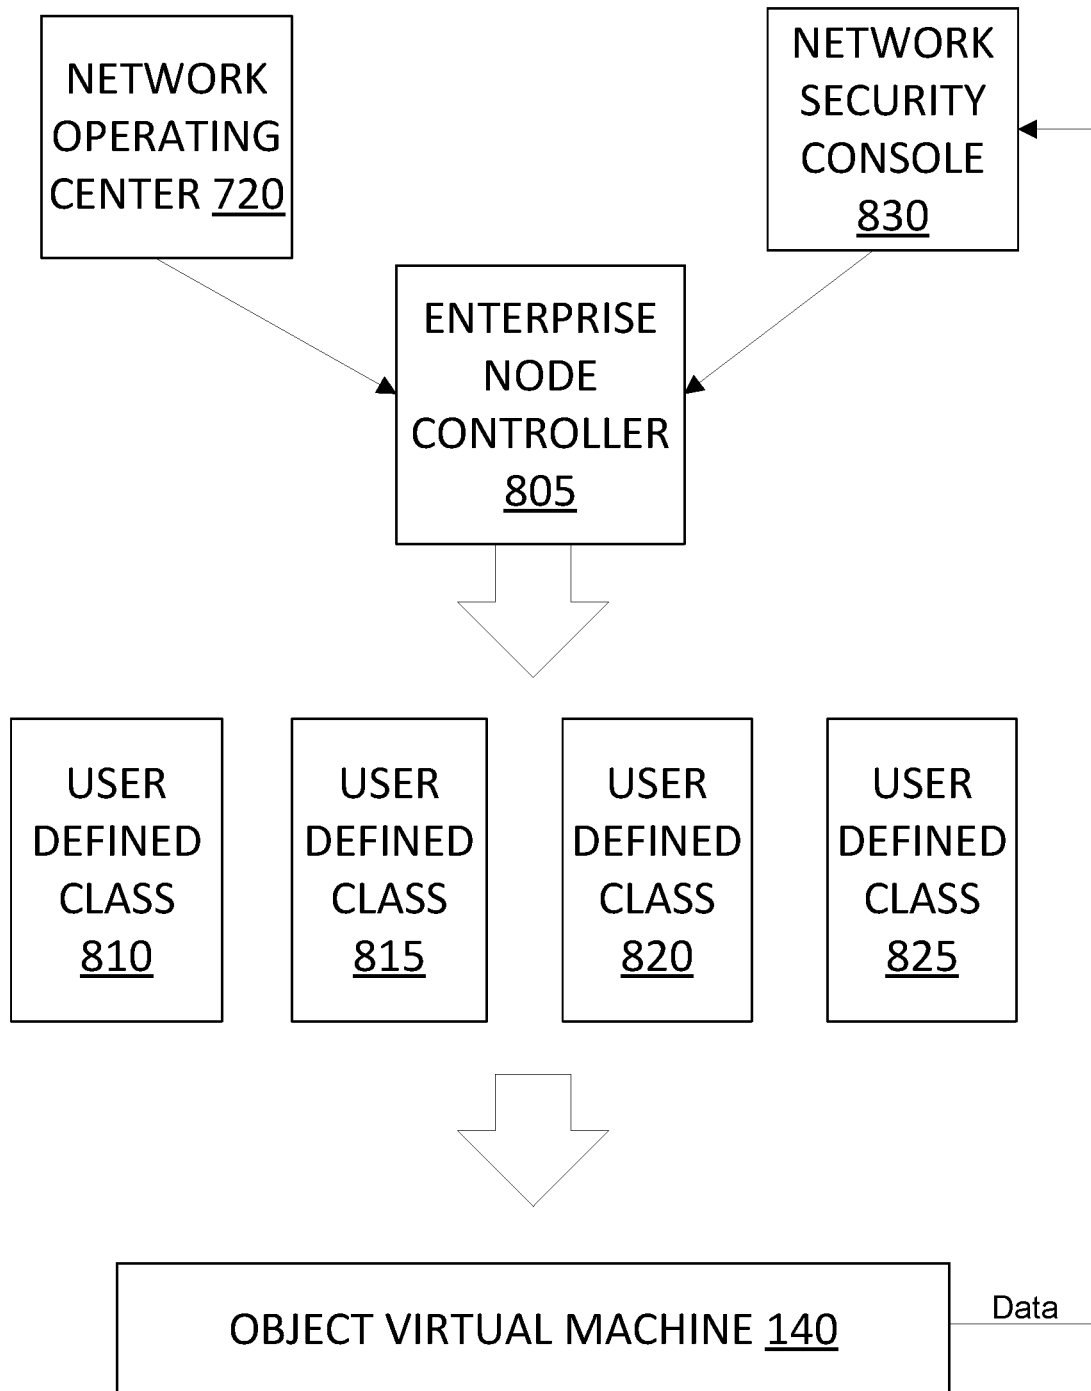 NETWORK
OPERATING
CENTER 720
NETWORK
SECURITY
CONSOLE
830
ENTERPRISE
NODE
CONTROLLER
805
USER
DEFINED
CLASS
810
USER
DEFINED
CLASS
815
USER
DEFINED
CLASS
820
USER
DEFINED
CLASS
825
OBJECT VIRTUAL MACHINE 140
Data